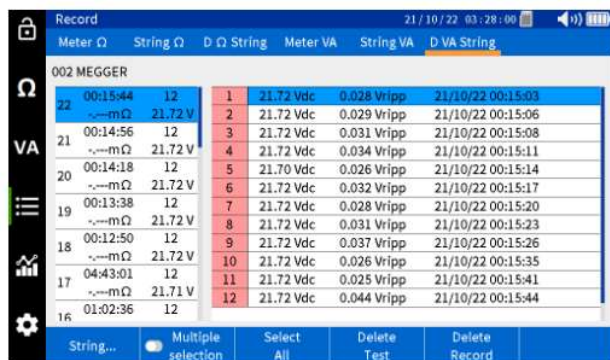 Record 21/10/22 03:28:00
Meter Ω String Ω D Ω String Meter VA String VA D VA String
002 MEGGER
Ω
VA
22 00:15:44 12
-.---mΩ 21.72 V
21 00:14:56 12
-.---mΩ 21.72 V
20 00:14:18 12
-.---mΩ 21.72 V
19 00:13:38 12
-.---mΩ 21.72 V
18 00:12:50 12
-.---mΩ 21.72 V
17 04:43:01 12
-.---mΩ 21.71 V
16 01:02:36 12
1 21.72 Vdc 0.028 Vripp 21/10/22 00:15:03
2 21.72 Vdc 0.029 Vripp 21/10/22 00:15:06
3 21.72 Vdc 0.031 Vripp 21/10/22 00:15:08
4 21.72 Vdc 0.034 Vripp 21/10/22 00:15:11
5 21.70 Vdc 0.026 Vripp 21/10/22 00:15:14
6 21.72 Vdc 0.032 Vripp 21/10/22 00:15:17
7 21.72 Vdc 0.028 Vripp 21/10/22 00:15:20
8 21.72 Vdc 0.031 Vripp 21/10/22 00:15:23
9 21.72 Vdc 0.037 Vripp 21/10/22 00:15:26
10 21.72 Vdc 0.026 Vripp 21/10/22 00:15:35
11 21.72 Vdc 0.025 Vripp 21/10/22 00:15:41
12 21.72 Vdc 0.044 Vripp 21/10/22 00:15:44
String... Multiple Select Delete Delete
selection All Test Record